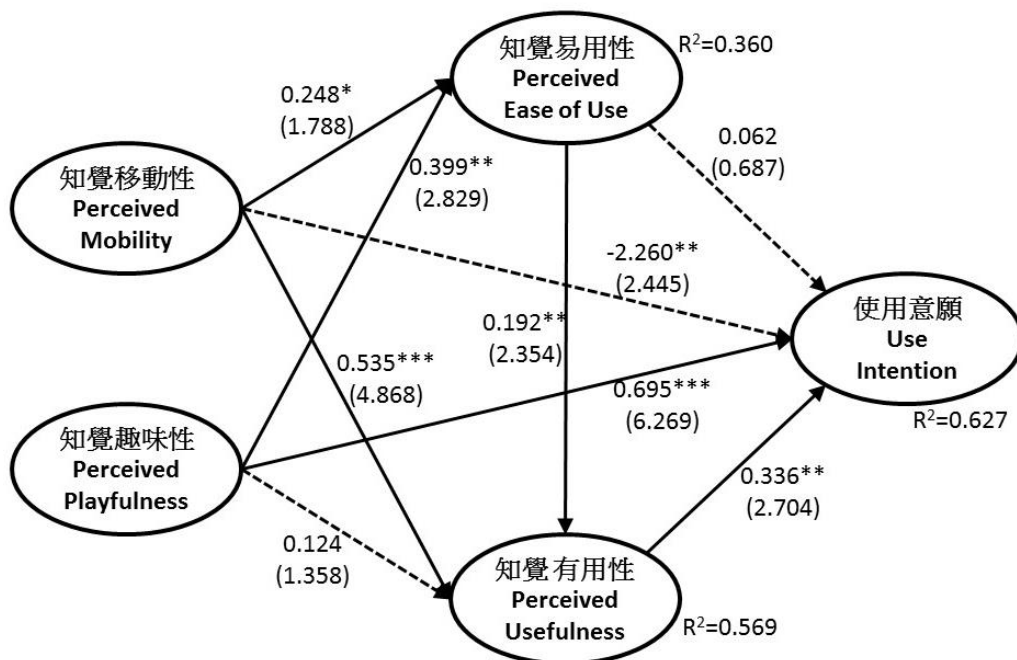 知覺易用性
Perceived
Ease of Use
R²=0.360
0.248*
(1.788)
0.062
(0.687)
0.399**
(2.829)
知覺移動性
Perceived
Mobility
-2.260**
(2.445)
使用意願
Use
Intention
R²=0.627
0.192**
(2.354)
0.535***
(4.868)
0.695***
(6.269)
知覺趣味性
Perceived
Playfulness
0.336**
(2.704)
0.124
(1.358)
知覺有用性
Perceived
Usefulness
R²=0.569